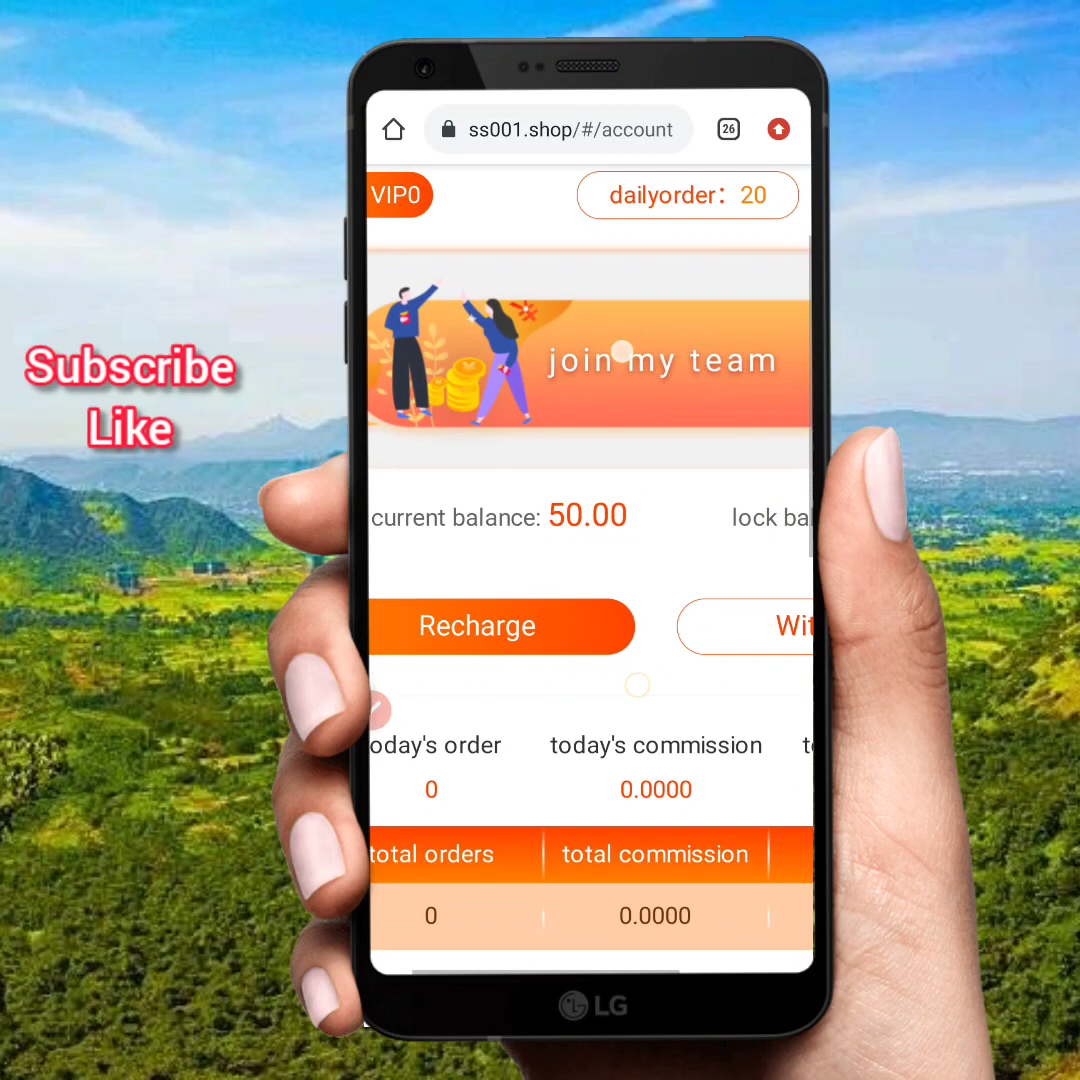 26
ss001.shop/#/account
VIP0
dailyorder: 20
join my team
Subscribe
Like
current balance: 50.00
lock ba
Recharge
Wit
oday's order
today's commission
0
0.0000
total orders
total commission
0
0.0000
LG